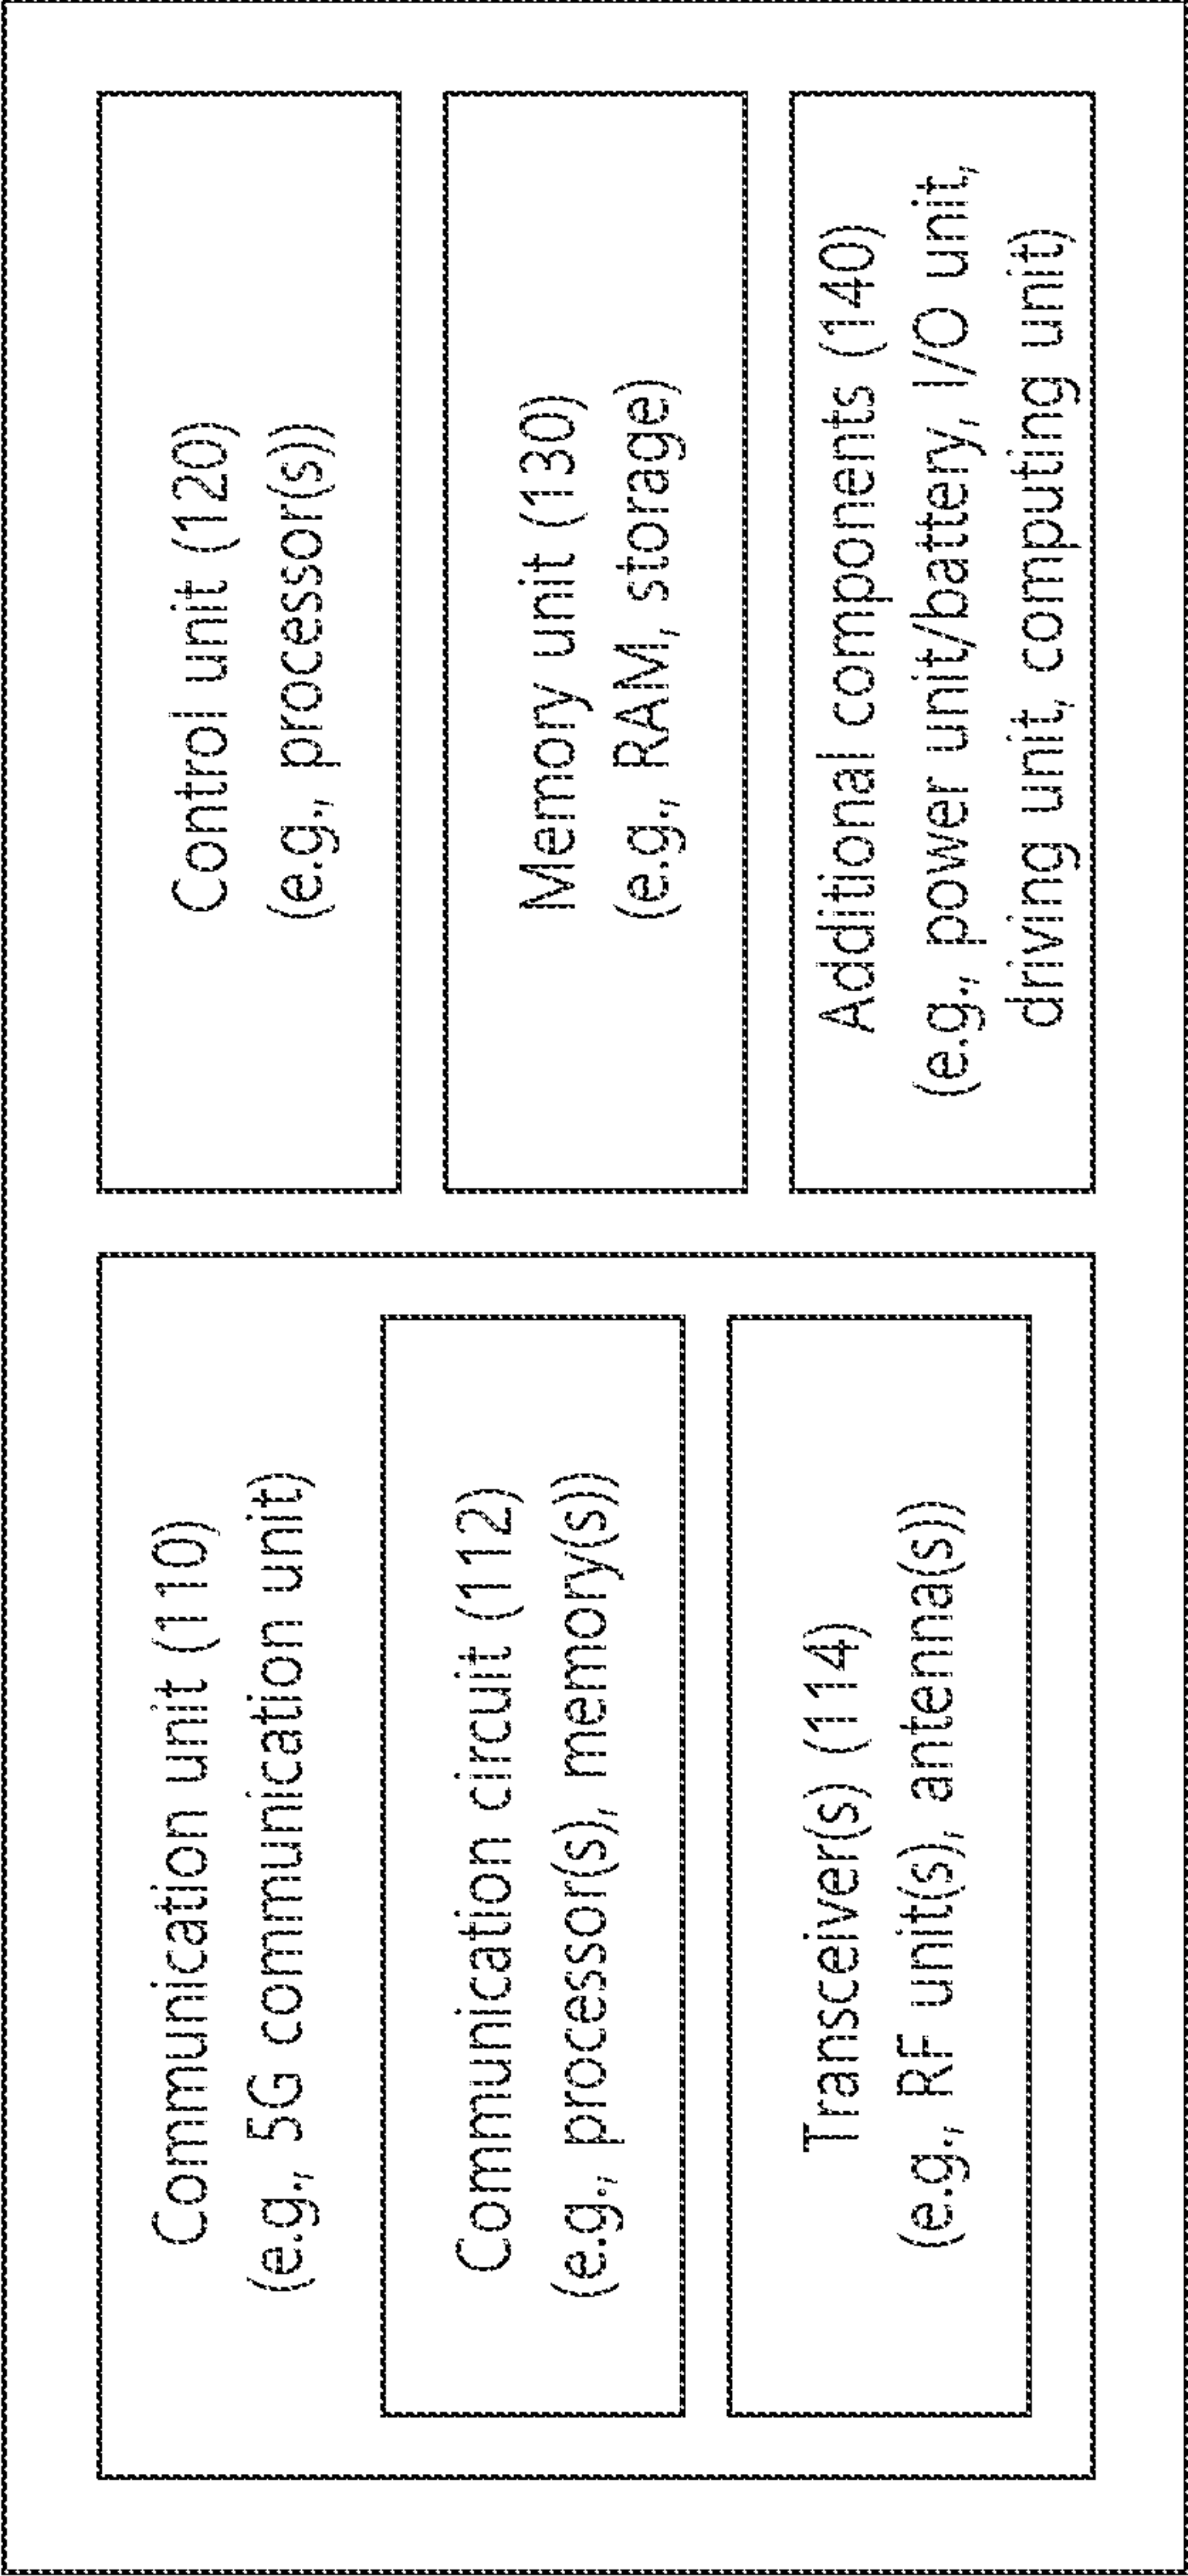 Communication unit (110)
(e.g., 5G communication unit)
Communication circuit (112)
(e.g., processor(s), memory(s))
Transceiver(s) (114)
(e.g., RF unit(s), antenna(s))
Control unit (120)
(e.g., processor(s))
Memory unit (130)
(e.g., RAM, storage)
Additional components (140)
(e.g., power unit/battery, I/O unit,
driving unit, computing unit)